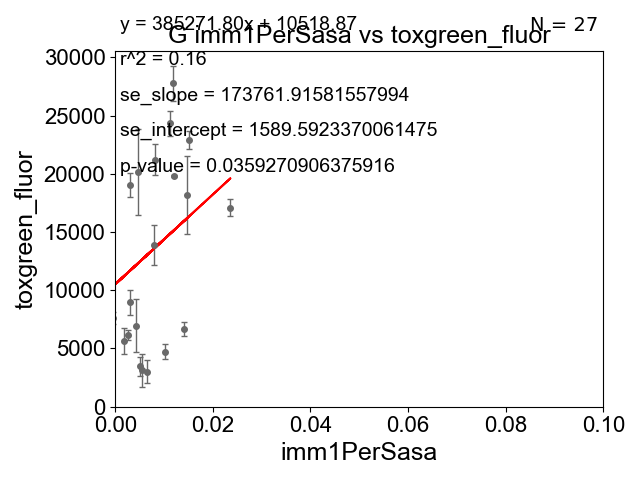 y = 385271.80x + 10518.87
N = 27
G imm1PerSasa vs toxgreen_fluor
r^2 = 0.16
se_slope = 173761.91581557994
se_intercept = 1589.5923370061475
p-value = 0.0359270906375916
30000
25000
20000
15000
10000
5000
0
toxgreen_fluor
0.00 0.02 0.04 0.06 0.08 0.10
imm1PerSasa